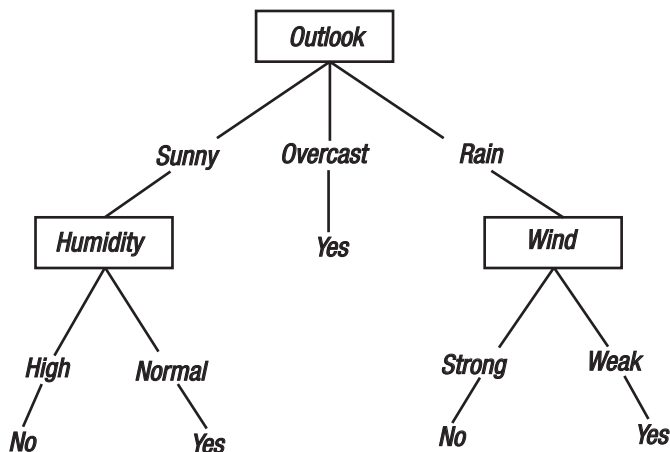 Outlook
Sunny Overcast Rain
Humidity Yes Wind
High Normal Strong Weak
No Yes No Yes